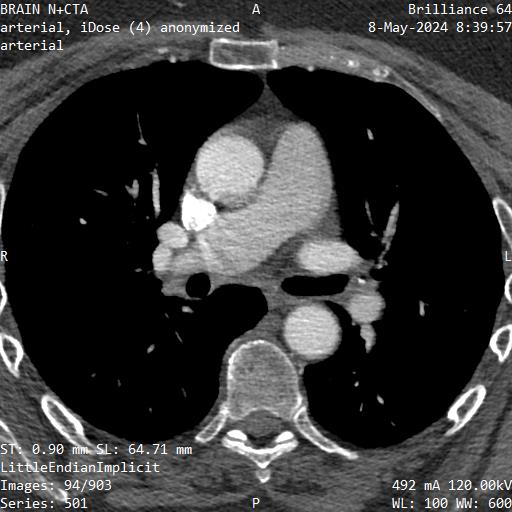 BRAIN N+CTA
arterial, iDose (4) anonymized
arterial
A
Brilliance 64
8-May-2024 8:39:57
R
L
ST: 0.90 mm SL: 64.71 mm
LittleEndianImplicit
Images: 94/903
Series: 501
P
492 mA 120.00kV
WL: 100 WW: 600